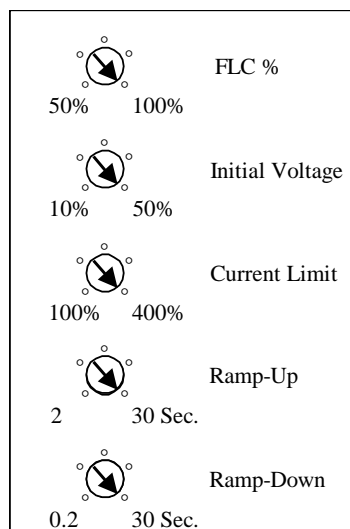 FLC %
50% 100%
Initial Voltage
10% 50%
Current Limit
100% 400%
Ramp-Up
2 30 Sec.
Ramp-Down
0.2 30 Sec.